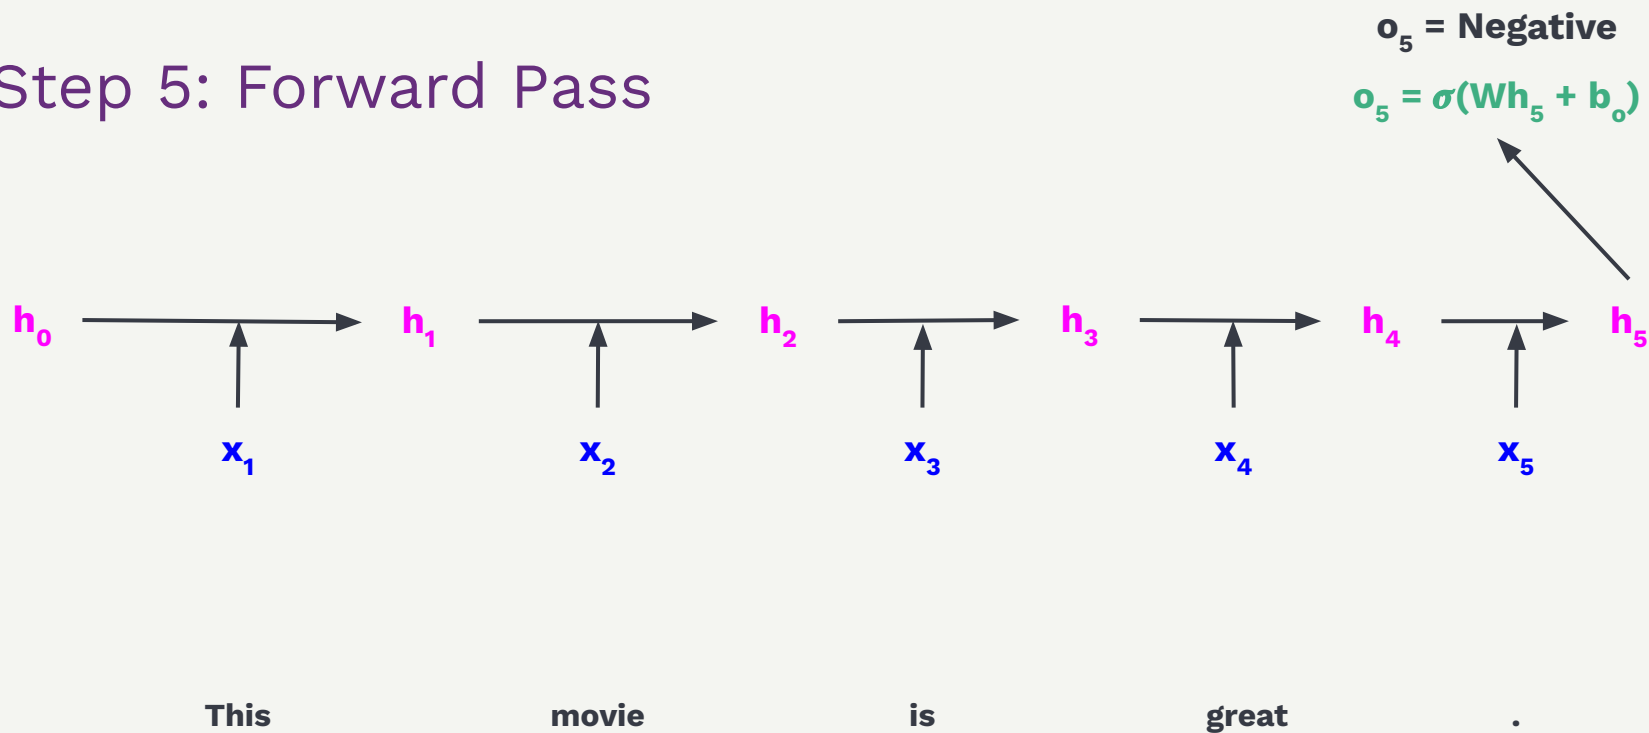 o₅ = Negative
Step 5: Forward Pass
o₅ = σ(Wh₅ + bₒ)
h₀ h₁ h₂ h₃ h₄ h₅
x₁ x₂ x₃ x₄ x₅
This movie is great .